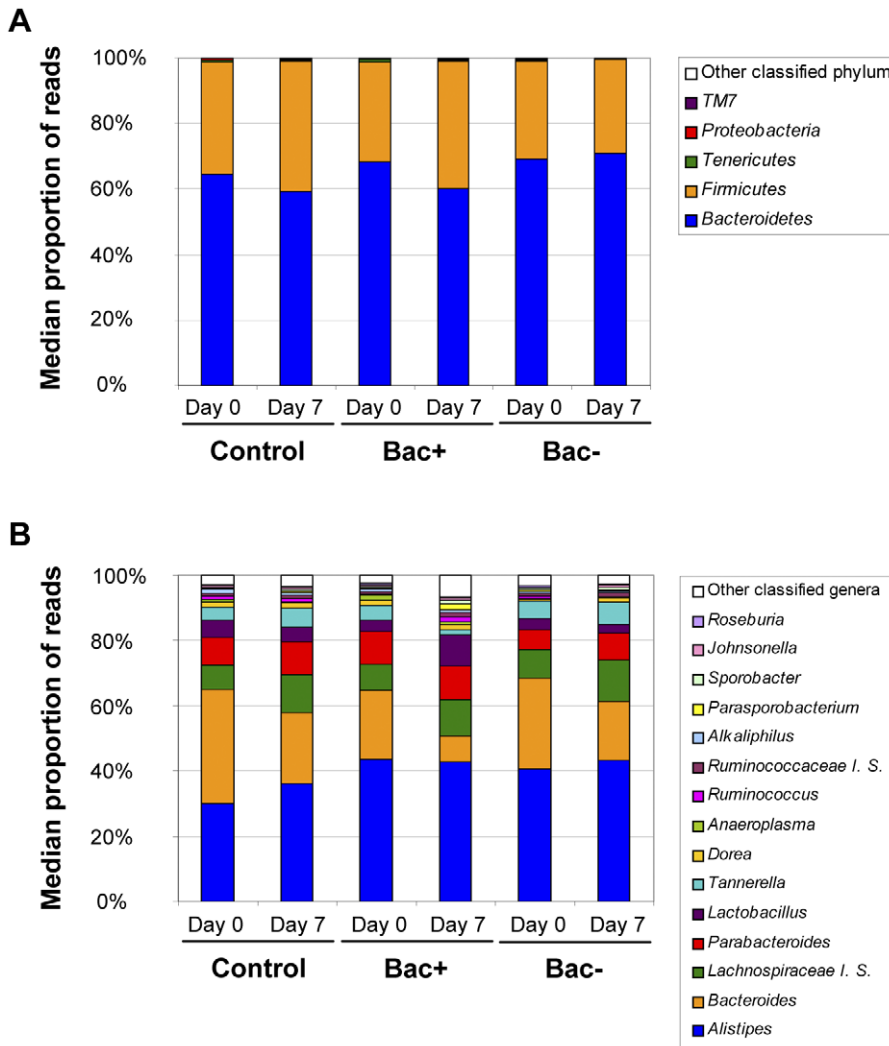 A
Median proportion of reads
100%
80%
60%
40%
20%
0%
Day 0 Day 7 Day 0 Day 7 Day 0 Day 7
Control Bac+ Bac-
Other classified phylum
TM7
Proteobacteria
Tenericutes
Firmicutes
Bacteroidetes
B
Median proportion of reads
100%
80%
60%
40%
20%
0%
Day 0 Day 7 Day 0 Day 7 Day 0 Day 7
Control Bac+ Bac-
Other classified genera
Roseburia
Johnsonella
Sporobacter
Parasporobacterium
Alkaliphilus
Ruminococcaceae I. S.
Ruminococcus
Anaeroplasma
Dorea
Tannerella
Lactobacillus
Parabacteroides
Lachnospiraceae I. S.
Bacteroides
Alistipes